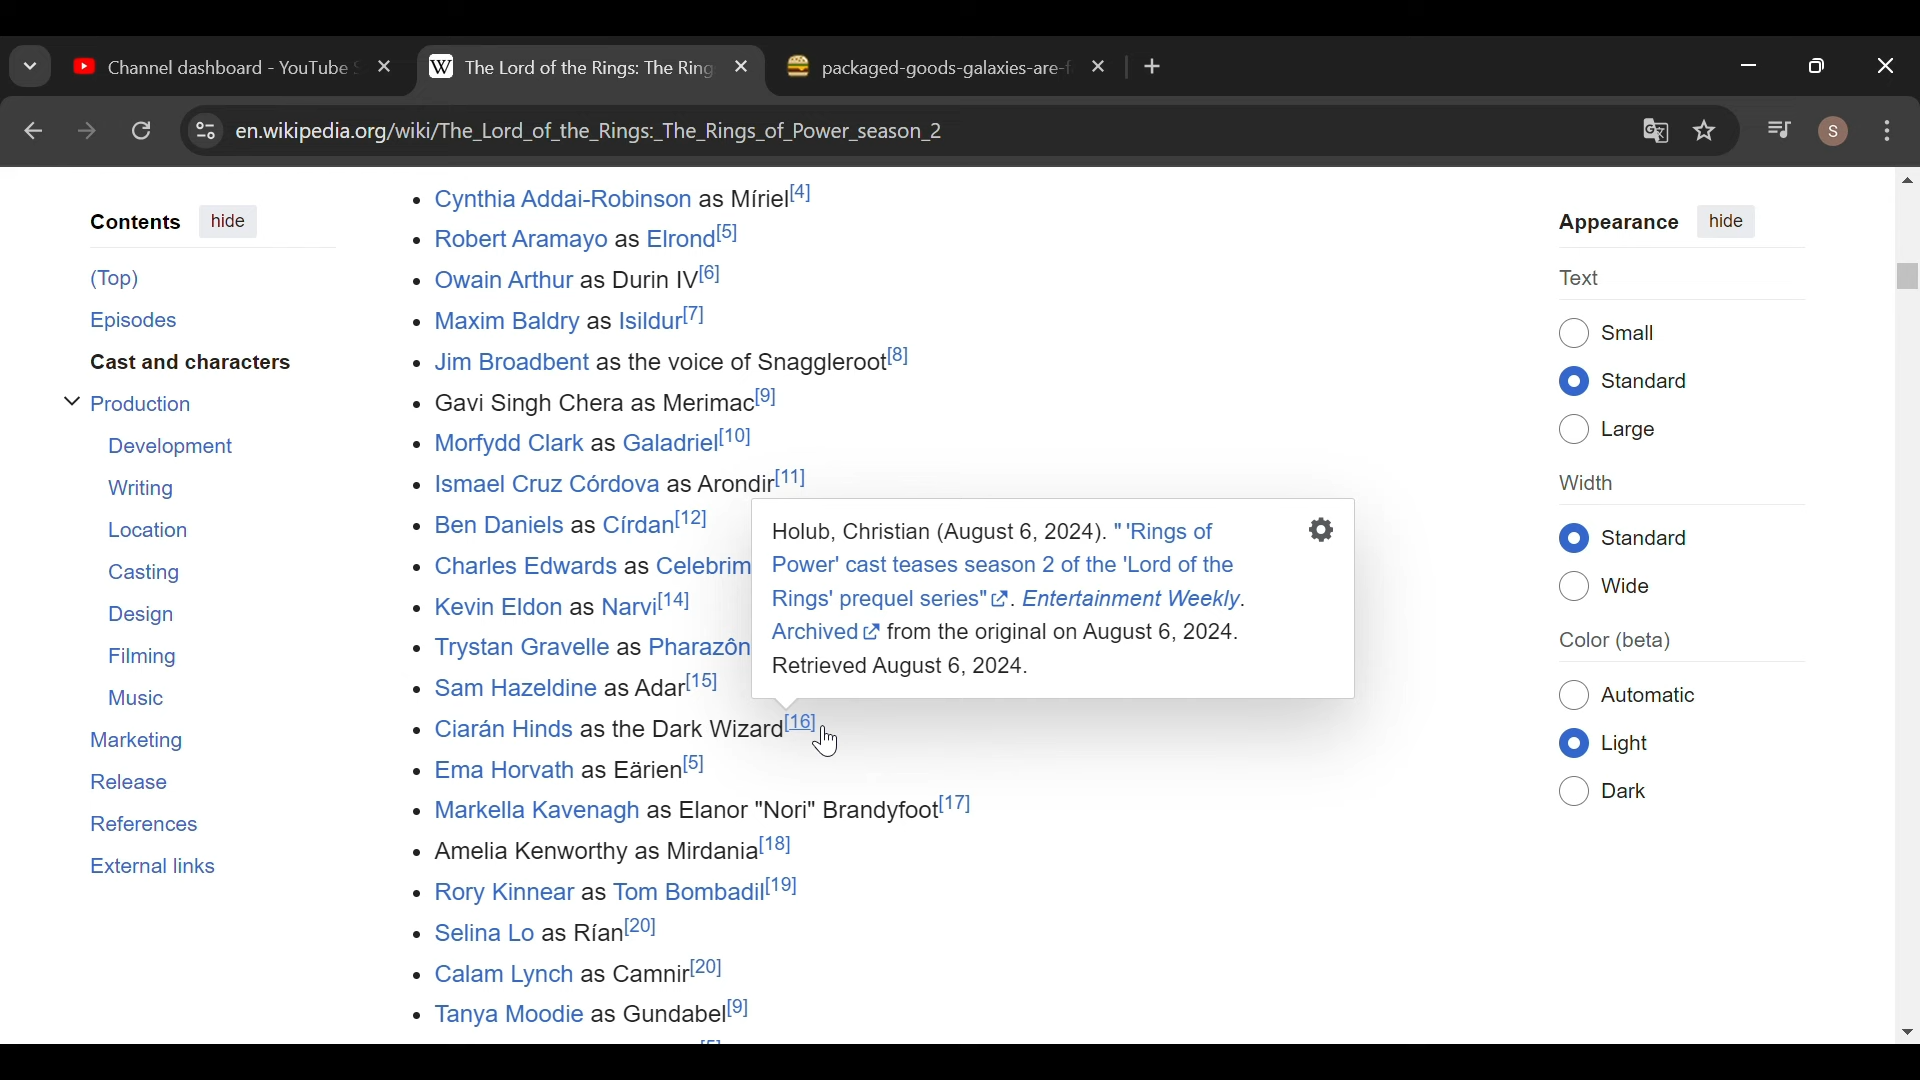 Channel dashboard - YouTube S
The Lord of the Rings: The Ring
packaged-goods-galaxies-are-f
en.wikipedia.org/wiki/The_Lord_of_the_Rings:_The_Rings_of_Power_season_2
S
Contents hide
(Top)
Episodes
Cast and characters
Production
Development
Writing
Location
Casting
Design
Filming
Music
Marketing
Release
References
External links
• Cynthia Addai-Robinson as Míriel[4]
• Robert Aramayo as Elrond[5]
• Owain Arthur as Durin IV[6]
• Maxim Baldry as Isildur[7]
• Jim Broadbent as the voice of Snaggleroot[8]
• Gavi Singh Chera as Merimac[9]
• Morfydd Clark as Galadriel[10]
• Ismael Cruz Córdova as Arondir[11]
• Ben Daniels as Círdan[12]
• Charles Edwards as Celebrim
• Kevin Eldon as Narvi[14]
• Trystan Gravelle as Pharazôn
• Sam Hazeldine as Adar[15]
• Ciarán Hinds as the Dark Wizard[16]
• Ema Horvath as Eärien[5]
• Markella Kavenagh as Elanor "Nori" Brandyfoot[17]
• Amelia Kenworthy as Mirdania[18]
• Rory Kinnear as Tom Bombadil[19]
• Selina Lo as Rían[20]
• Calam Lynch as Camnir[20]
• Tanya Moodie as Gundabel[9]
Holub, Christian (August 6, 2024). "'Rings of
Power' cast teases season 2 of the 'Lord of the
Rings' prequel series". Entertainment Weekly.
Archived from the original on August 6, 2024.
Retrieved August 6, 2024.
Appearance hide
Text
Small
Standard
Large
Width
Standard
Wide
Color (beta)
Automatic
Light
Dark